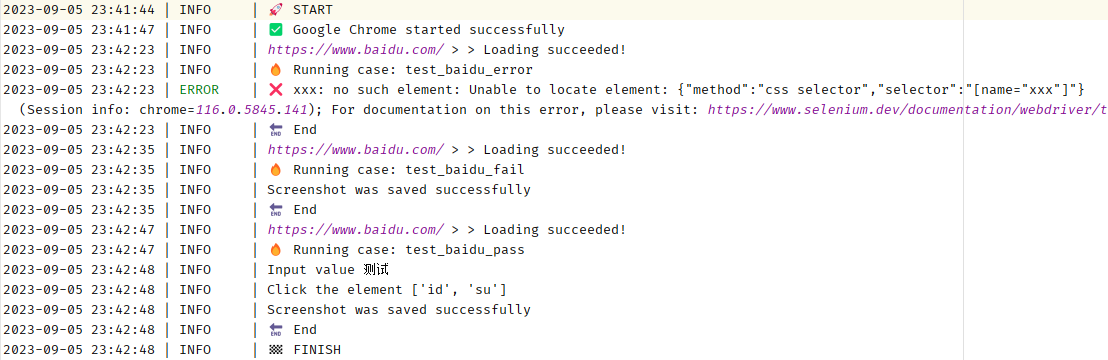 2023-09-05 23:41:44 | INFO | 🚀 START
2023-09-05 23:41:47 | INFO | ✅ Google Chrome started successfully
2023-09-05 23:42:23 | INFO | https://www.baidu.com/ > > Loading succeeded!
2023-09-05 23:42:23 | INFO | 🔥 Running case: test_baidu_error
2023-09-05 23:42:23 | ERROR | ❌ xxx: no such element: Unable to locate element: {"method":"css selector","selector":"[name="xxx"]"}
(Session info: chrome=116.0.5845.141); For documentation on this error, please visit: https://www.selenium.dev/documentation/webdriver/t
2023-09-05 23:42:23 | INFO | 🔚 End
2023-09-05 23:42:35 | INFO | https://www.baidu.com/ > > Loading succeeded!
2023-09-05 23:42:35 | INFO | 🔥 Running case: test_baidu_fail
2023-09-05 23:42:35 | INFO | Screenshot was saved successfully
2023-09-05 23:42:35 | INFO | 🔚 End
2023-09-05 23:42:47 | INFO | https://www.baidu.com/ > > Loading succeeded!
2023-09-05 23:42:47 | INFO | 🔥 Running case: test_baidu_pass
2023-09-05 23:42:48 | INFO | Input value 测试
2023-09-05 23:42:48 | INFO | Click the element ['id', 'su']
2023-09-05 23:42:48 | INFO | Screenshot was saved successfully
2023-09-05 23:42:48 | INFO | 🔚 End
2023-09-05 23:42:48 | INFO | 🏁 FINISH